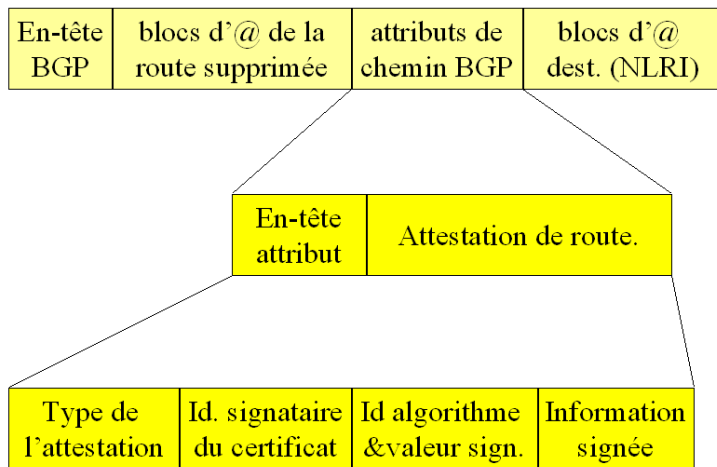 En-tête
BGP
blocs d'@ de la
route supprimée
attributs de
chemin BGP
blocs d'@
dest. (NLRI)
En-tête
attribut
Attestation de route.
Type de
l'attestation
Id. signataire
du certificat
Id algorithme
&valeur sign.
Information
signée